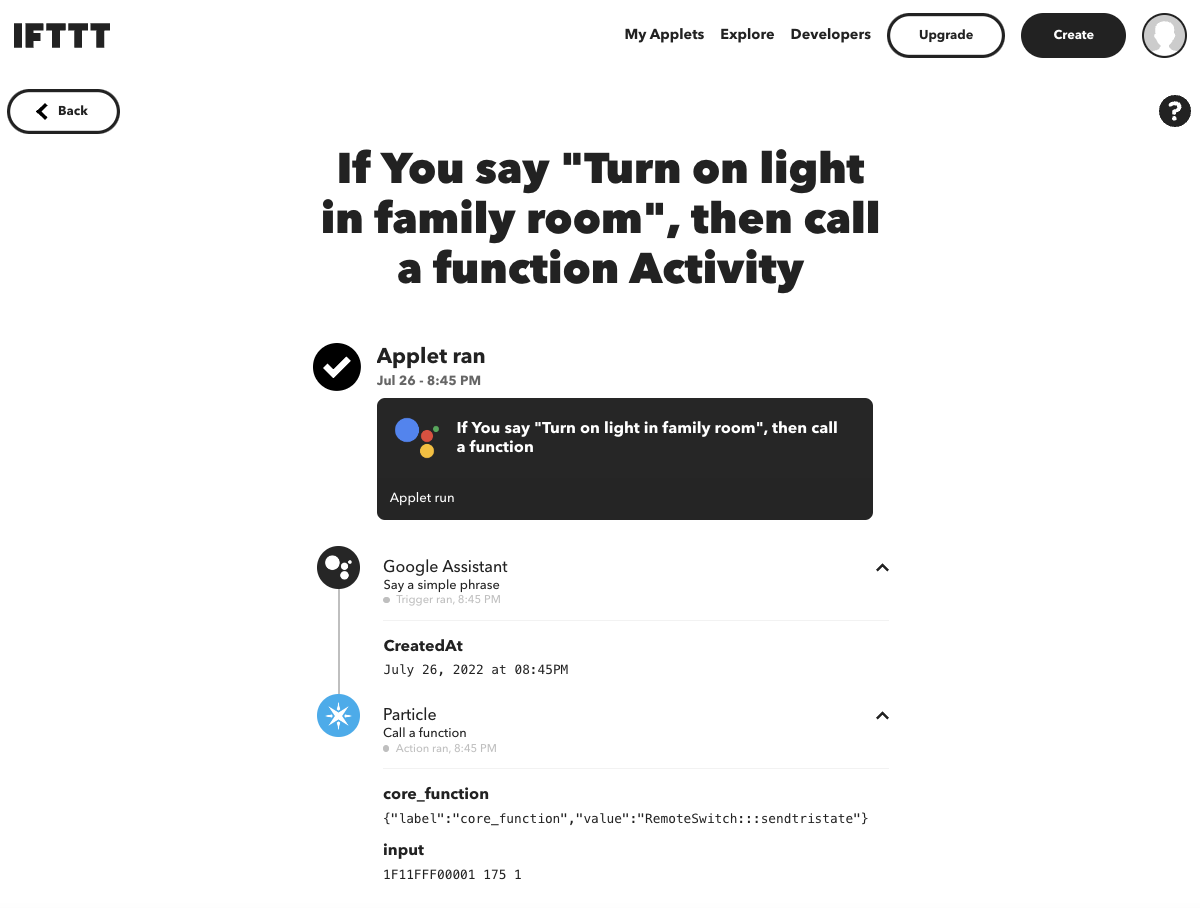 IFTTT
My Applets Explore Developers Upgrade Create
Back
?
If You say "Turn on light
in family room", then call
a function Activity
Applet ran
Jul 26 - 8:45 PM
If You say "Turn on light in family room", then call
a function
Applet run
Google Assistant
Say a simple phrase
Trigger ran, 8:45 PM
CreatedAt
July 26, 2022 at 08:45PM
Particle
Call a function
Action ran, 8:45 PM
core_function
{"label":"core_function","value":"RemoteSwitch:::sendtristate"}
input
1F11FFF00001 175 1